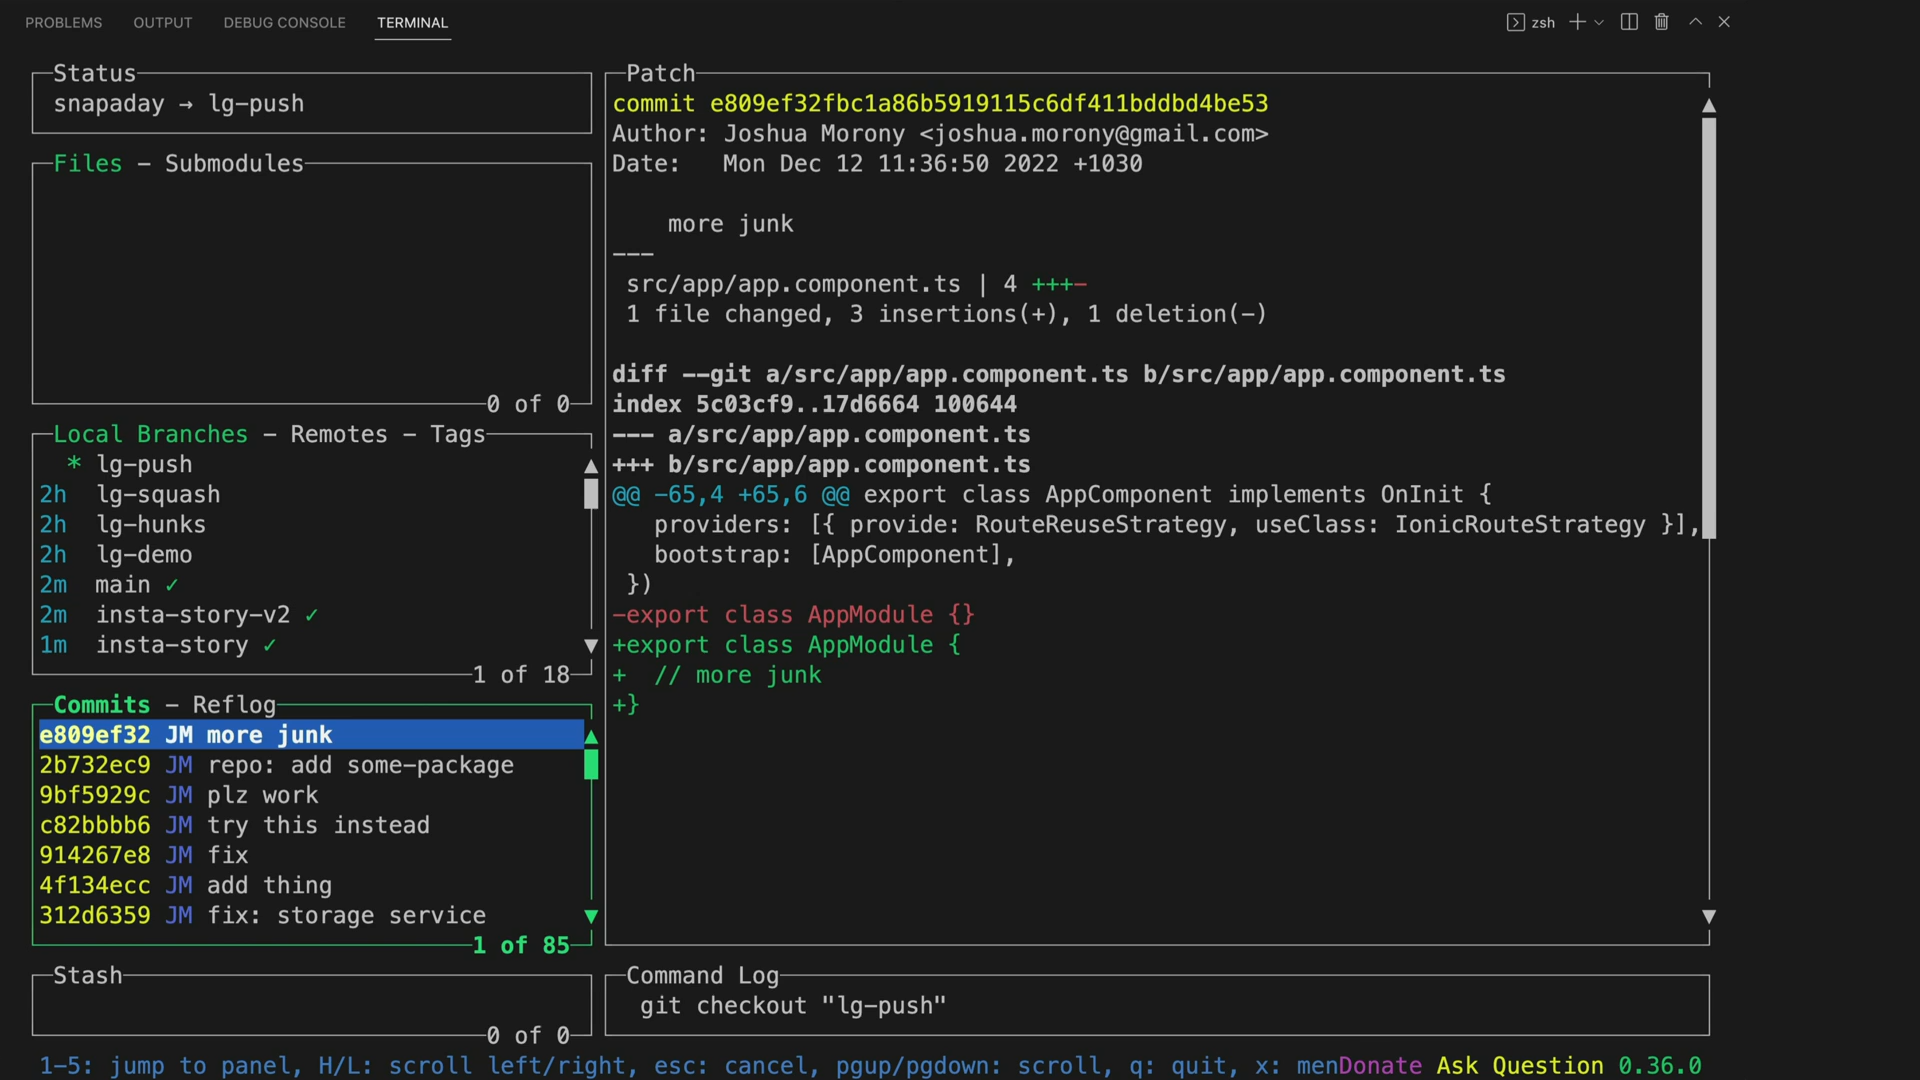 PROBLEMS OUTPUT DEBUG CONSOLE TERMINAL
zsh
Status
snapaday → lg-push
Files - Submodules
0 of 0
Local Branches - Remotes - Tags
* lg-push
2h lg-squash
2h lg-hunks
2h lg-demo
2m main ✓
2m insta-story-v2 ✓
1m insta-story ✓
1 of 18
Commits - Reflog
e809ef32 JM more junk
2b732ec9 JM repo: add some-package
9bf5929c JM plz work
c82bbbb6 JM try this instead
914267e8 JM fix
4f134ecc JM add thing
312d6359 JM fix: storage service
1 of 85
Stash
0 of 0
Patch
commit e809ef32fbc1a86b5919115c6df411bddbd4be53
Author: Joshua Morony <joshua.morony@gmail.com>
Date:   Mon Dec 12 11:36:50 2022 +1030
more junk
---
src/app/app.component.ts | 4 +++-
1 file changed, 3 insertions(+), 1 deletion(-)
diff --git a/src/app/app.component.ts b/src/app/app.component.ts
index 5c03cf9..17d6664 100644
--- a/src/app/app.component.ts
+++ b/src/app/app.component.ts
@@ -65,4 +65,6 @@ export class AppComponent implements OnInit {
providers: [{ provide: RouteReuseStrategy, useClass: IonicRouteStrategy }],
bootstrap: [AppComponent],
})
-export class AppModule {}
+export class AppModule {
+  // more junk
+}
Command Log
git checkout "lg-push"
1-5: jump to panel, H/L: scroll left/right, esc: cancel, pgup/pgdown: scroll, q: quit, x: menDonate Ask Question 0.36.0